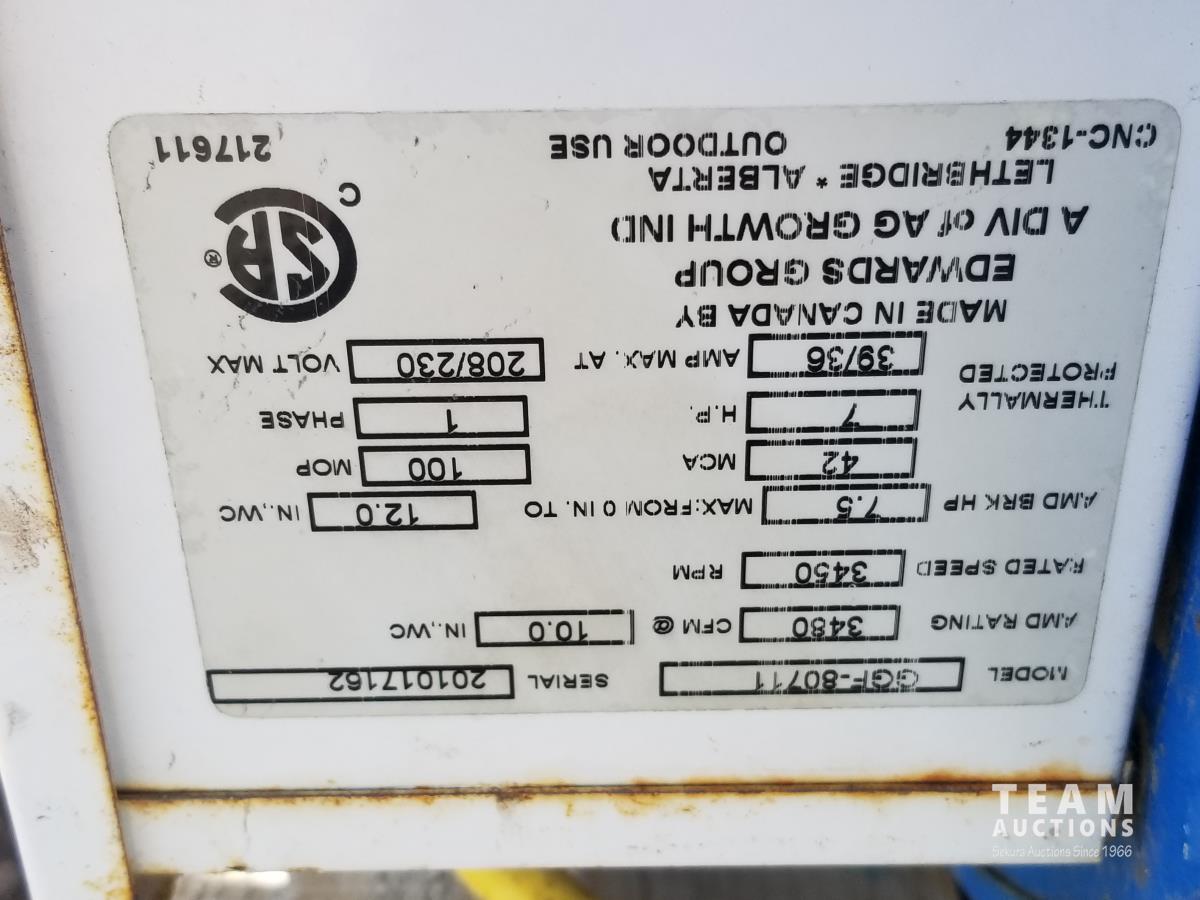 MODEL GGF-80711 SERIAL 201017162
AMD RATING 3480 CFM @ 10.0 IN.,WC
RATED SPEED 3450 RPM
AMD BRK HP 7.5 MAX:FROM 0 IN. TO 12.0 IN.,WC
MCA 42 MOP 100
THERMALLY H.P. 7 PHASE 1
PROTECTED AMP MAX. AT 39/36 VOLT MAX 208/230
MADE IN CANADA BY
EDWARDS GROUP
A DIV of AG GROWTH IND
LETHBRIDGE * ALBERTA
CNC-1344 OUTDOOR USE 217611
C SA ®
TEAM
AUCTIONS
Sekura Auctions Since 1966